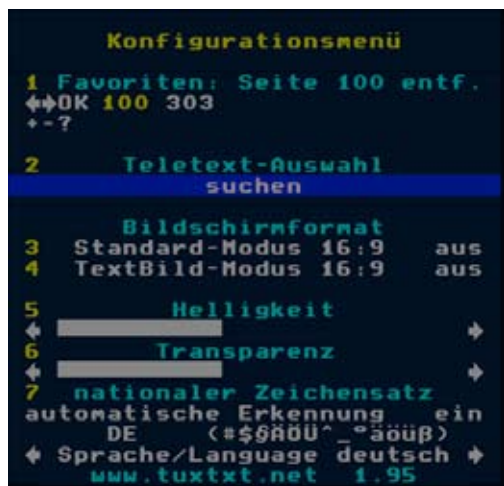 Konfigurationsmenü
1 Favoriten: Seite 100 entf.
OK 100 303
+-?
2 Teletext-Auswahl
suchen
Bildschirmformat
3 Standard-Modus 16:9 aus
4 TextBild-Modus 16:9 aus
5 Helligkeit
6 Transparenz
7 nationaler Zeichensatz
automatische Erkennung ein
DE (#$§ÄÖÜ^_°äöüß)
Sprache/Language deutsch
www.tuxtxt.net 1.95